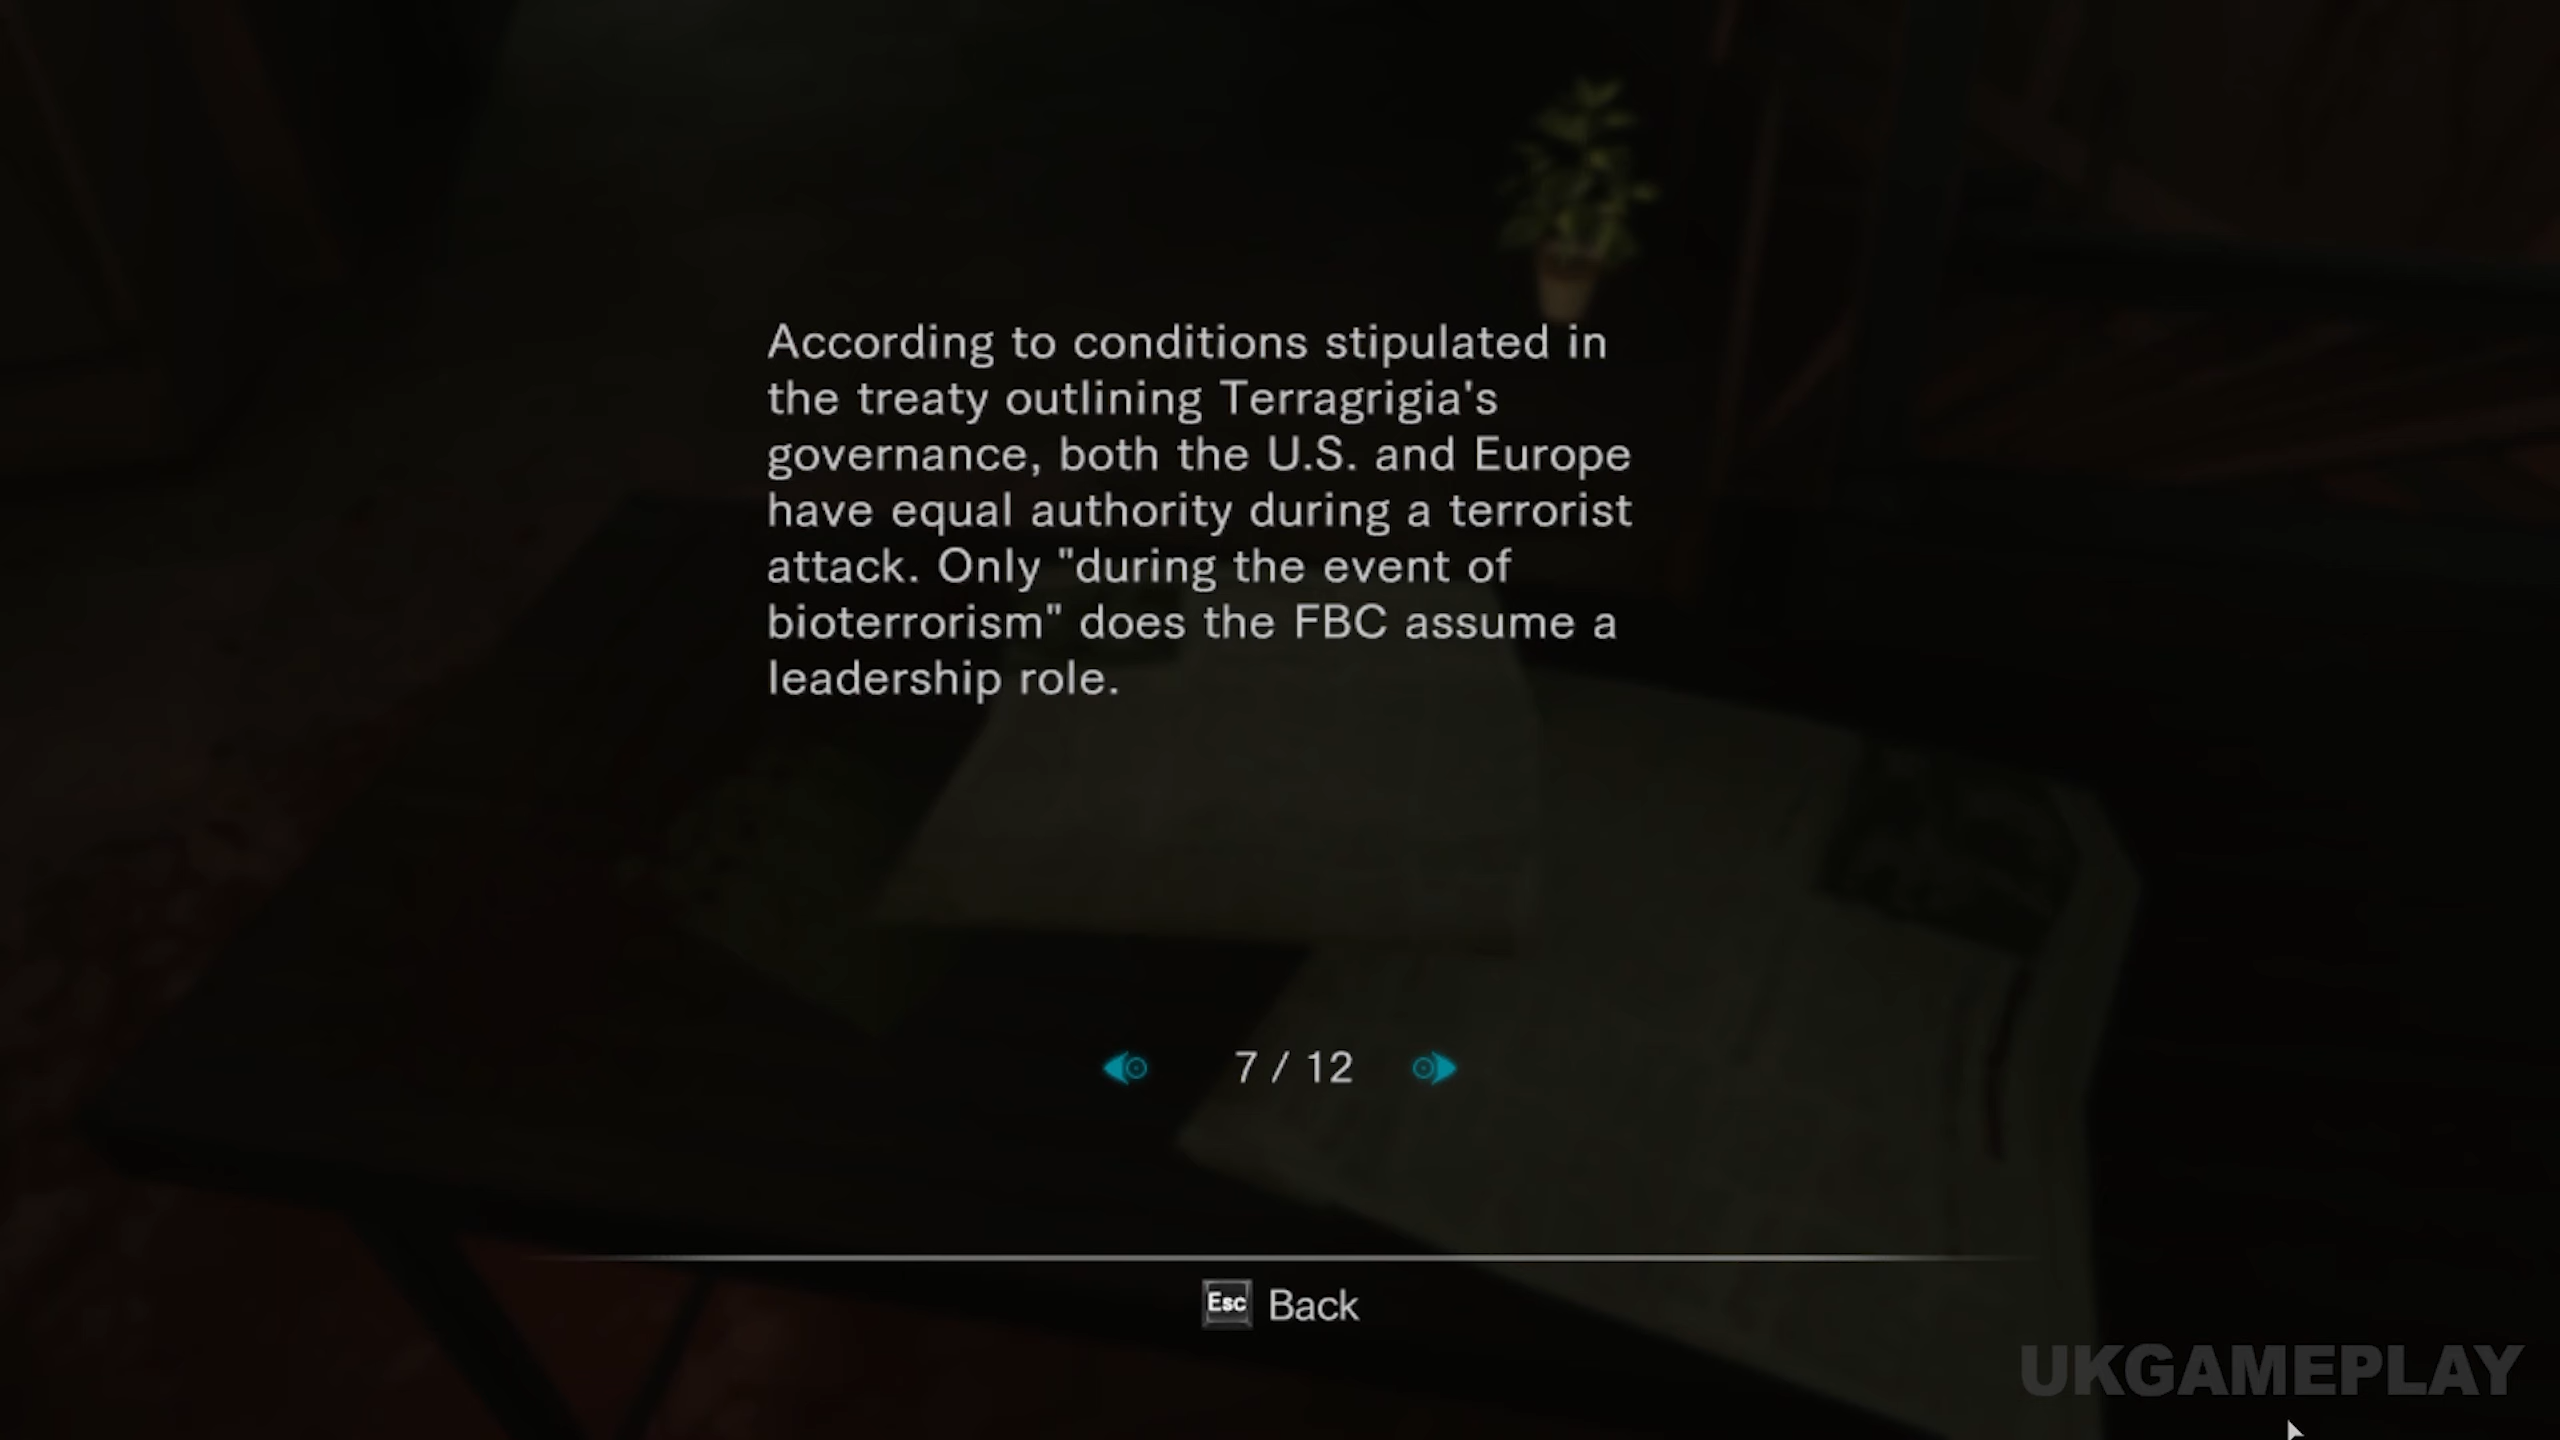 According to conditions stipulated in
the treaty outlining Terragrigia's
governance, both the U.S. and Europe
have equal authority during a terrorist
attack. Only "during the event of
bioterrorism" does the FBC assume a
leadership role.
7 / 12
Esc Back
UKGAMEPLAY